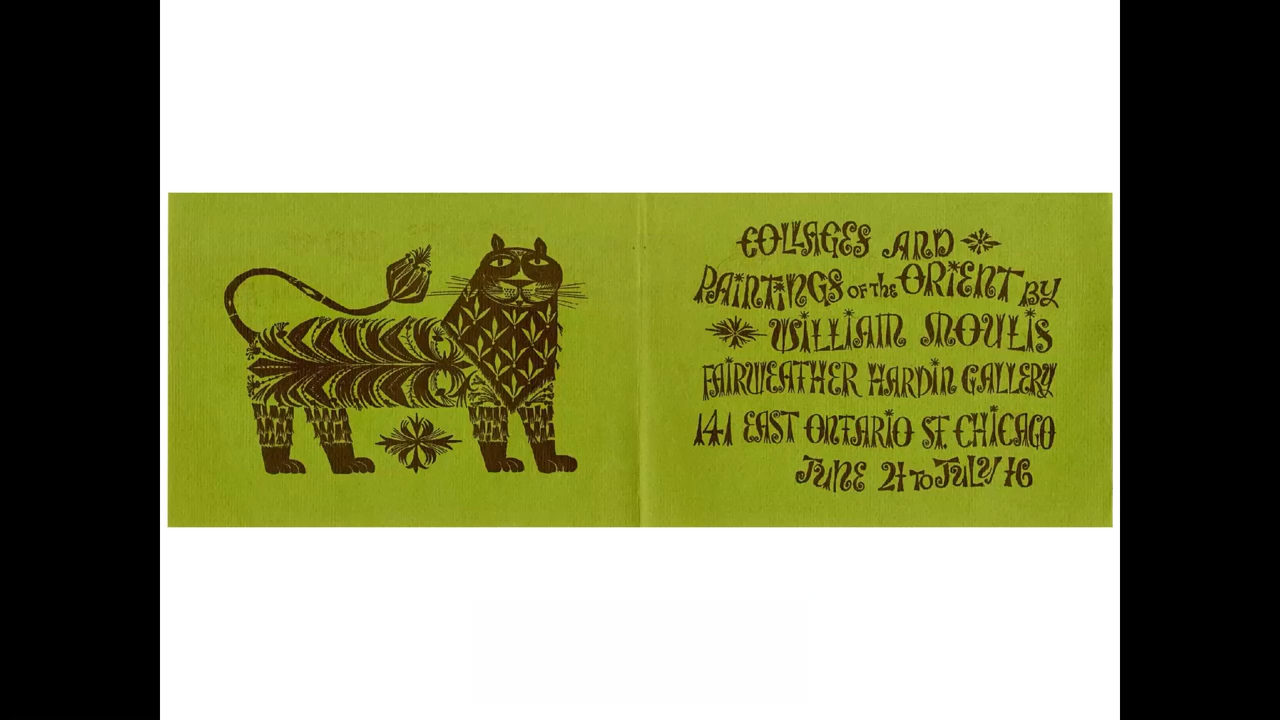 COLLAGES AND
PAINTINGS OF the ORIENT BY
WILLIAM MOULIS
FAIRWEATHER HARDIN GALLERY
141 EAST ONTARIO ST. CHICAGO
JUNE 21 TO JULY 16